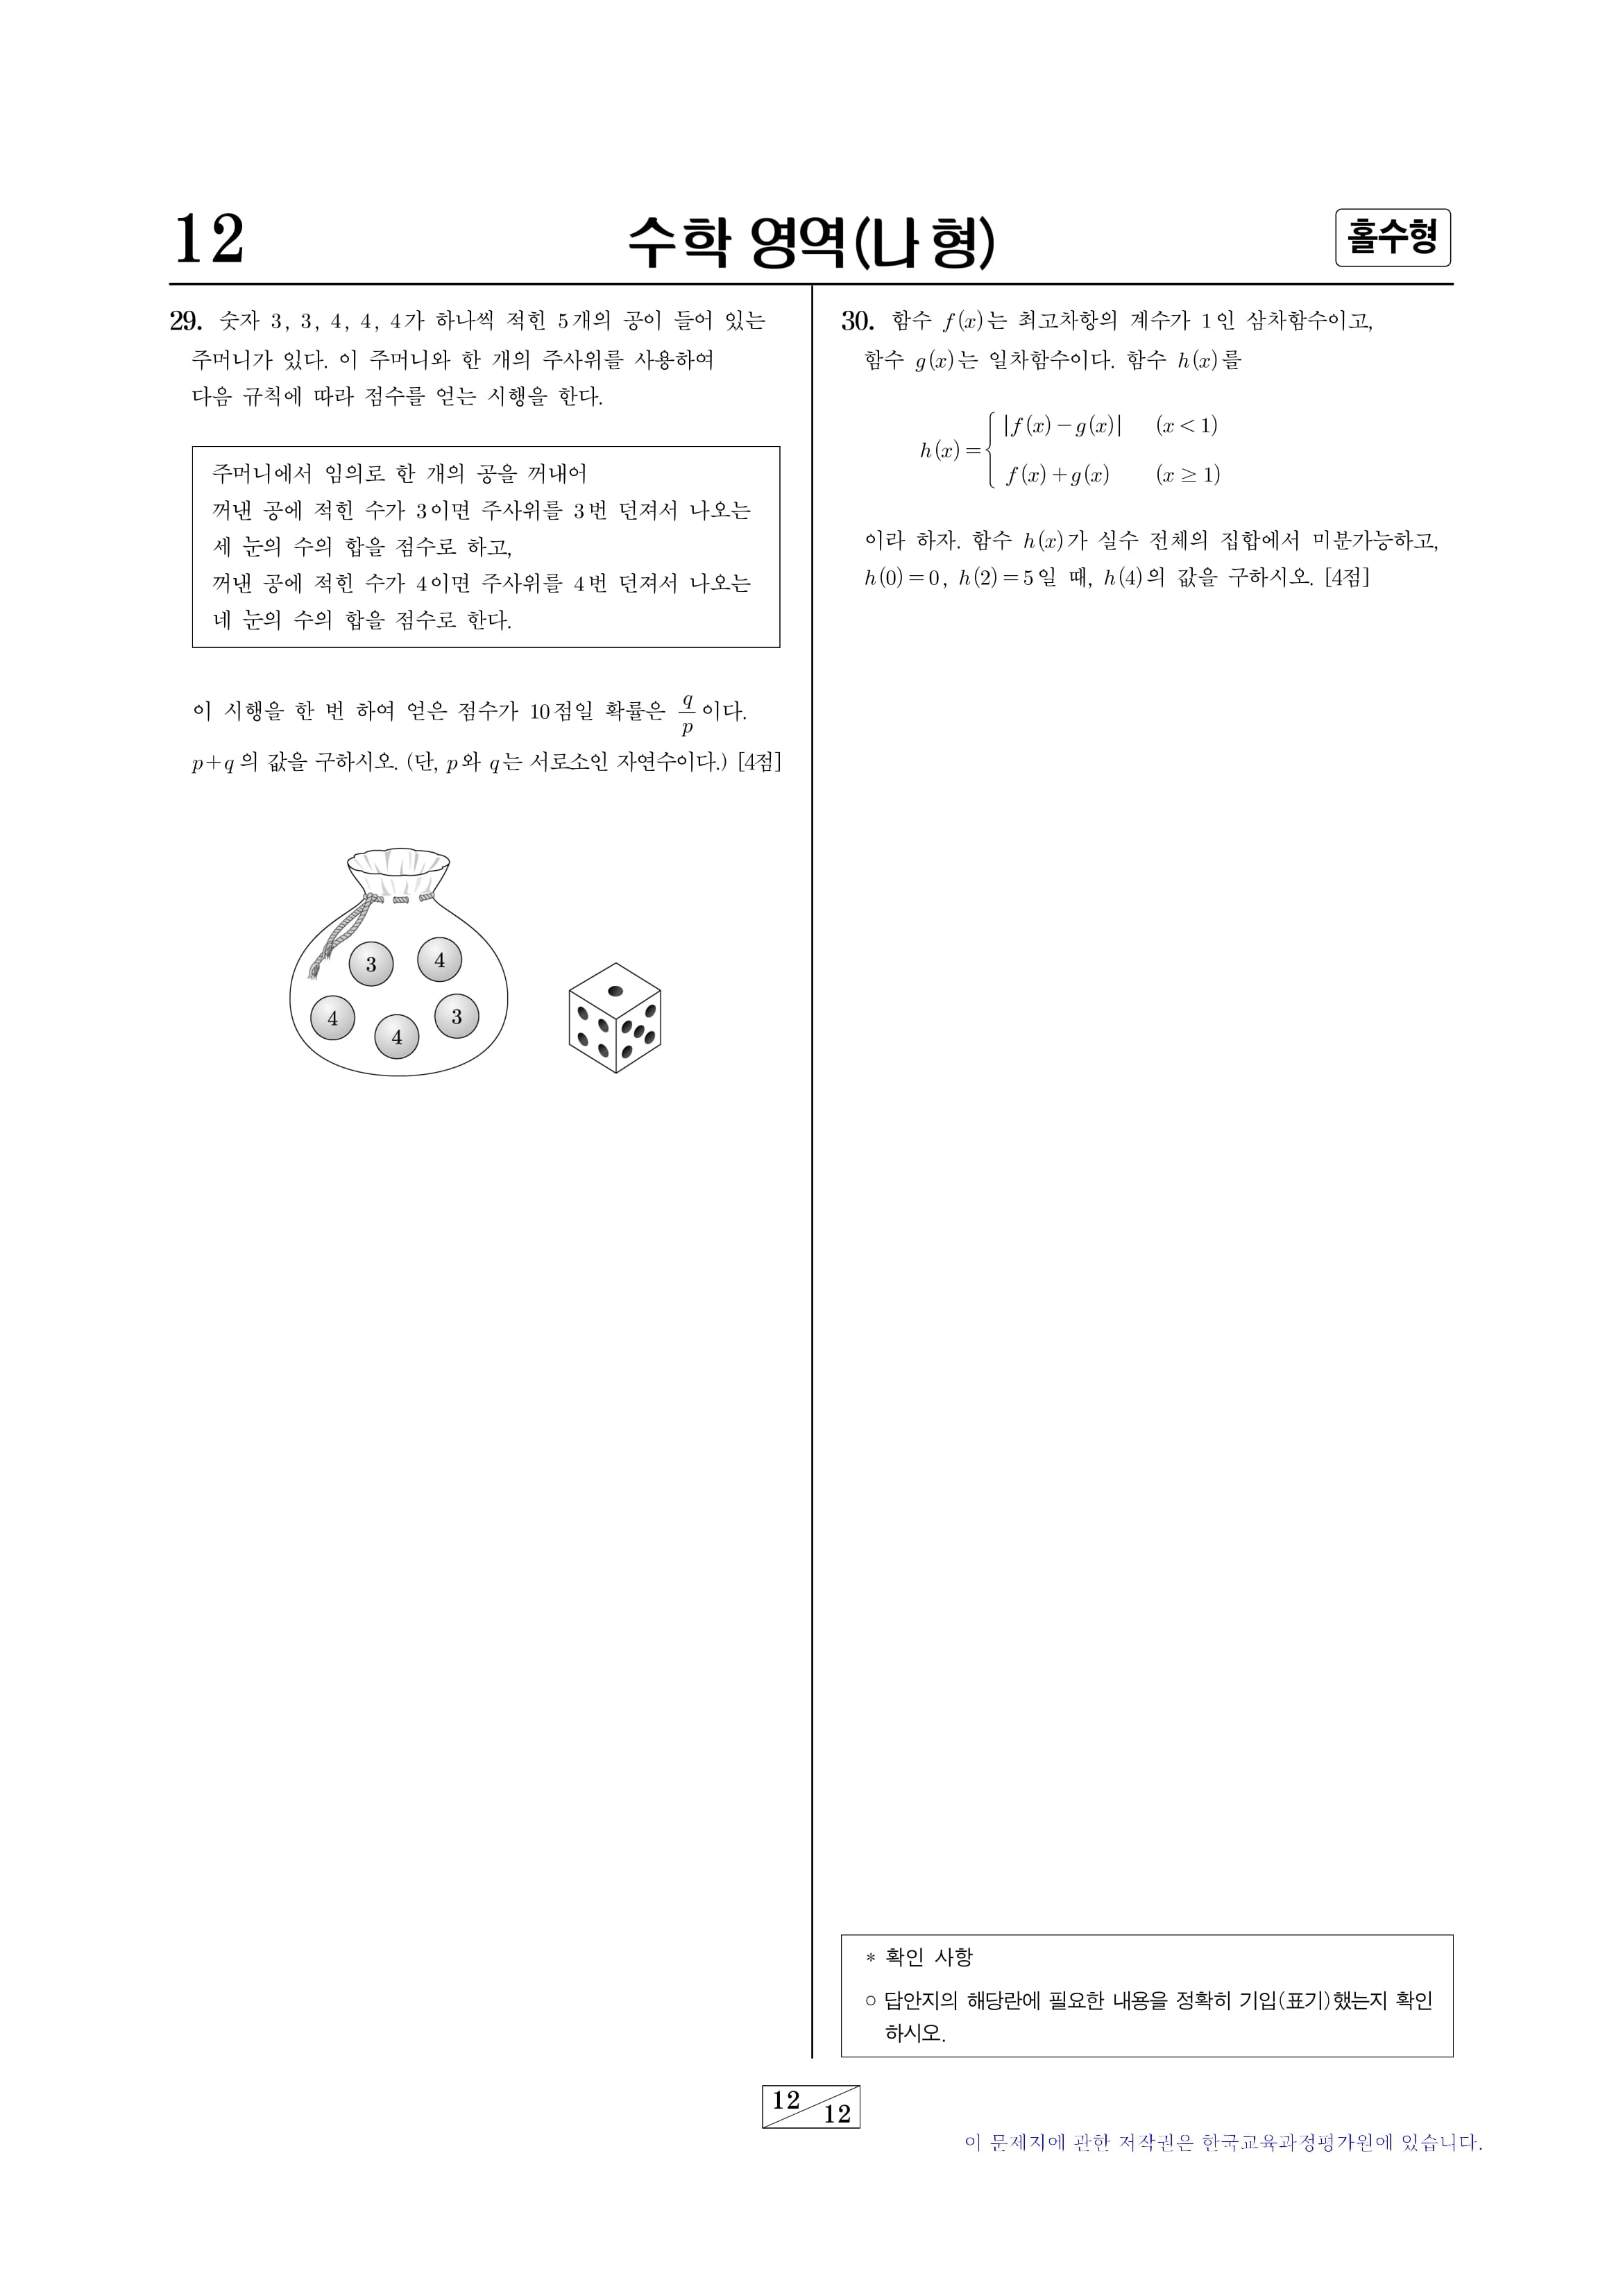 12
수학 영역(나 형)
홀수형
29. 숫자 3, 3, 4, 4, 4가 하나씩 적힌 5개의 공이 들어 있는
주머니가 있다. 이 주머니와 한 개의 주사위를 사용하여
다음 규칙에 따라 점수를 얻는 시행을 한다.
주머니에서 임의로 한 개의 공을 꺼내어
꺼낸 공에 적힌 수가 3이면 주사위를 3번 던져서 나오는
세 눈의 수의 합을 점수로 하고,
꺼낸 공에 적힌 수가 4이면 주사위를 4번 던져서 나오는
네 눈의 수의 합을 점수로 한다.
이 시행을 한 번 하여 얻은 점수가 10점일 확률은 q/p 이다.
p+q의 값을 구하시오. (단, p와 q는 서로소인 자연수이다.) [4점]
3 4
4 4 3
30. 함수 f(x)는 최고차항의 계수가 1인 삼차함수이고,
함수 g(x)는 일차함수이다. 함수 h(x)를
h(x) = { |f(x)-g(x)| (x<1)
f(x)+g(x) (x≥1)
이라 하자. 함수 h(x)가 실수 전체의 집합에서 미분가능하고,
h(0)=0, h(2)=5일 때, h(4)의 값을 구하시오. [4점]
* 확인 사항
○ 답안지의 해당란에 필요한 내용을 정확히 기입(표기)했는지 확인
하시오.
12
12
이 문제지에 관한 저작권은 한국교육과정평가원에 있습니다.